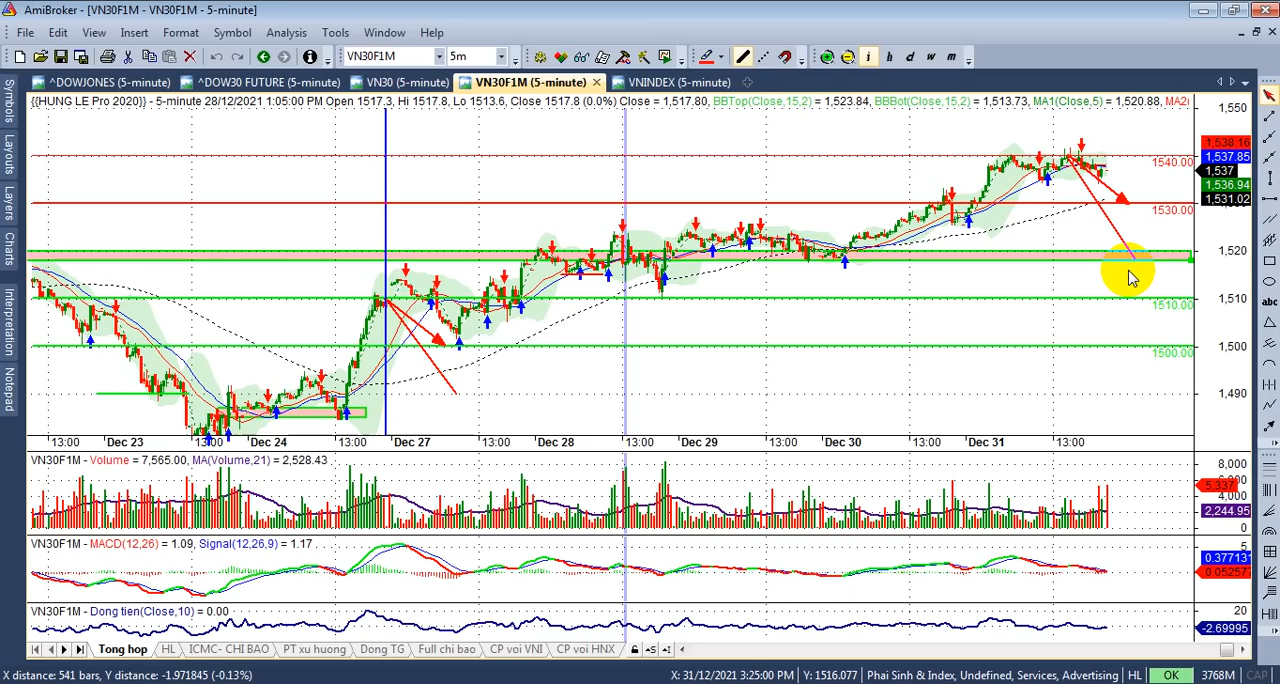 AmiBroker - [VN30F1M - VN30F1M - 5-minute]
File Edit View Insert Format Symbol Analysis Tools Window Help
VN30F1M 5m i h d w m
^DOWJONES (5-minute) ^DOW30 FUTURE (5-minute) VN30 (5-minute) VN30F1M (5-minute) VNINDEX (5-minute)
Symbols
Layouts
Layers
Charts
Interpretation
Notepad
abc
{{HUNG LE Pro 2020}} - 5-minute 28/12/2021 1:05:00 PM Open 1517.3, Hi 1517.8, Lo 1513.6, Close 1517.8 (0.0%) Close = 1,517.80, BBTop(Close,15,2) = 1,523.84, BBBot(Close,15,2) = 1,513.73, MA1(Close,5) = 1,520.88, MA2(
1,550
1,538.16
1,537.85
1540.00
1,537
1,536.94
1,531.02
1530.00
1,520
1,510
1510.00
1,500
1500.00
1,490
13:00 Dec 23 13:00 Dec 24 13:00 Dec 27 13:00 Dec 28 13:00 Dec 29 13:00 Dec 30 13:00 Dec 31 13:00
VN30F1M - Volume = 7,565.00, MA(Volume,21) = 2,528.43
8,000
5,337
4,000
2,244.95
0
VN30F1M - MACD(12,26) = 1.09, Signal(12,26,9) = 1.17
5
0.377131
0.052577
VN30F1M - Dong tien(Close,10) = 0.00
20
-2.69995
Tong hop HL ICMC- CHI BAO PT xu huong Dong TG Full chi bao CP voi VNI CP voi HNX
X distance: 541 bars, Y distance: -1.971845 (-0.13%) X: 31/12/2021 3:25:00 PM Y: 1516.077 Phai Sinh & Index, Undefined, Services, Advertising HL OK 3768M CAP